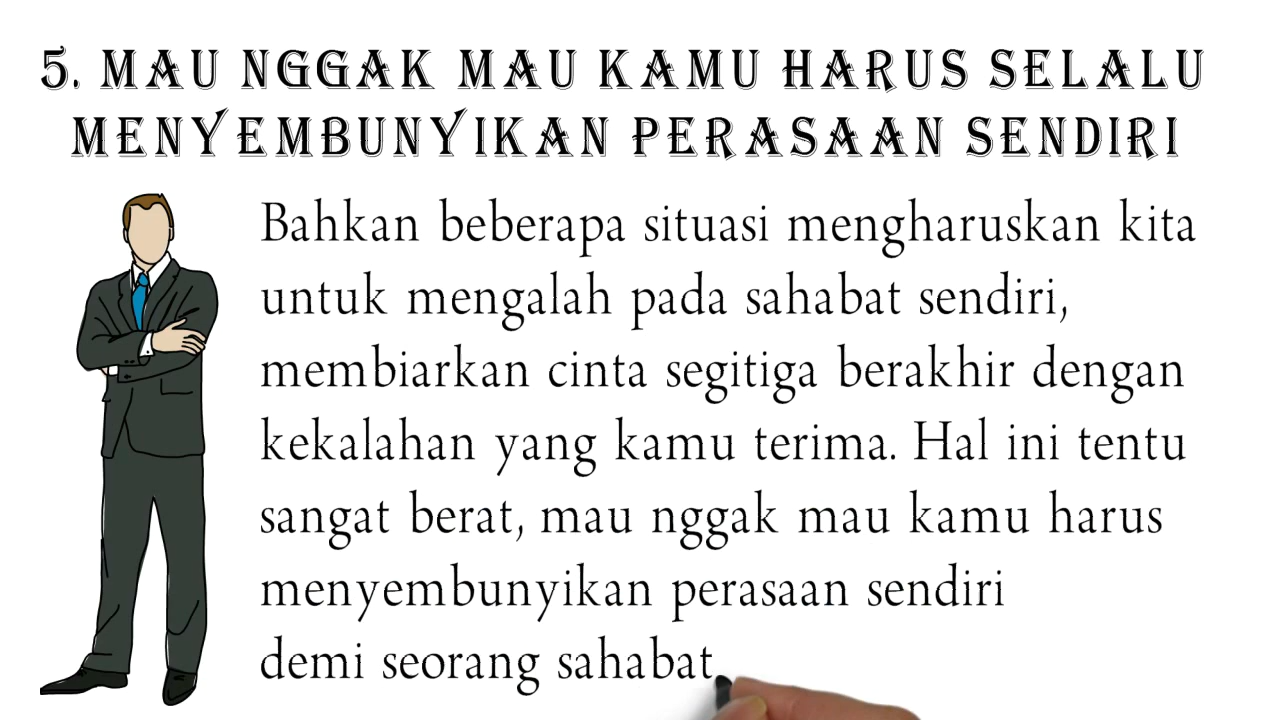 5. MAU NGGAK MAU KAMU HARUS SELALU
MENYEMBUNYIKAN PERASAAN SENDIRI
Bahkan beberapa situasi mengharuskan kita
untuk mengalah pada sahabat sendiri,
membiarkan cinta segitiga berakhir dengan
kekalahan yang kamu terima. Hal ini tentu
sangat berat, mau nggak mau kamu harus
menyembunyikan perasaan sendiri
demi seorang sahabat